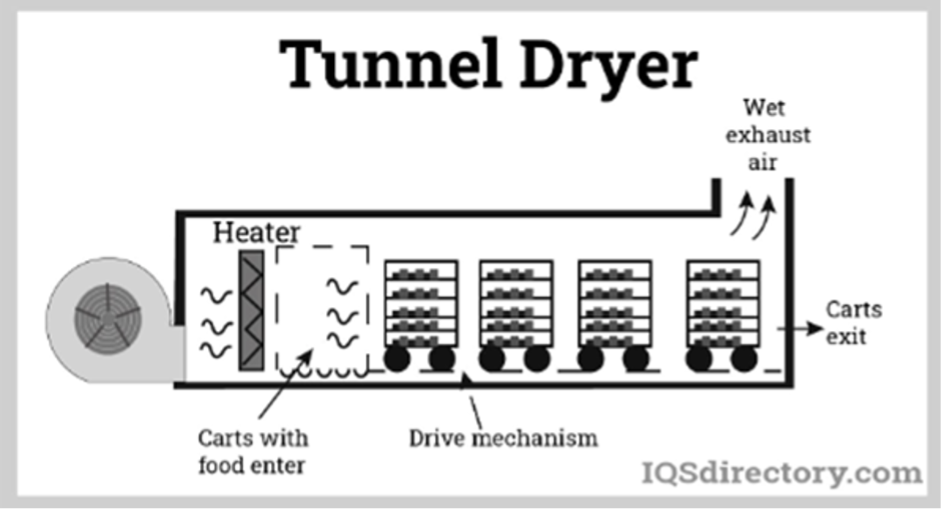 Tunnel Dryer
Wet
exhaust
air
Heater
Carts
exit
Carts with
food enter
Drive mechanism
IQSdirectory.com